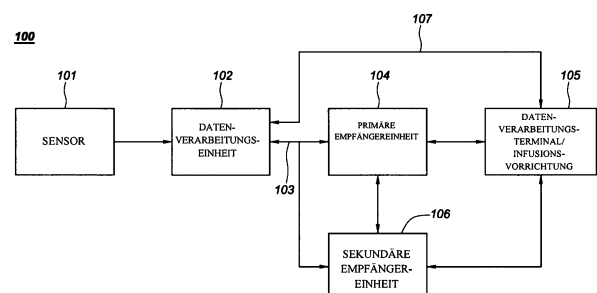 107
100
101
102
104
105
SENSOR
DATEN-
VERARBEITUNGS-
EINHEIT
PRIMÄRE
EMPFÄNGEREINHEIT
DATEN-
VERARBEITUNGS-
TERMINAL/
INFUSIONS-
VORRICHTUNG
103
106
SEKUNDÄRE
EMPFÄNGER-
EINHEIT